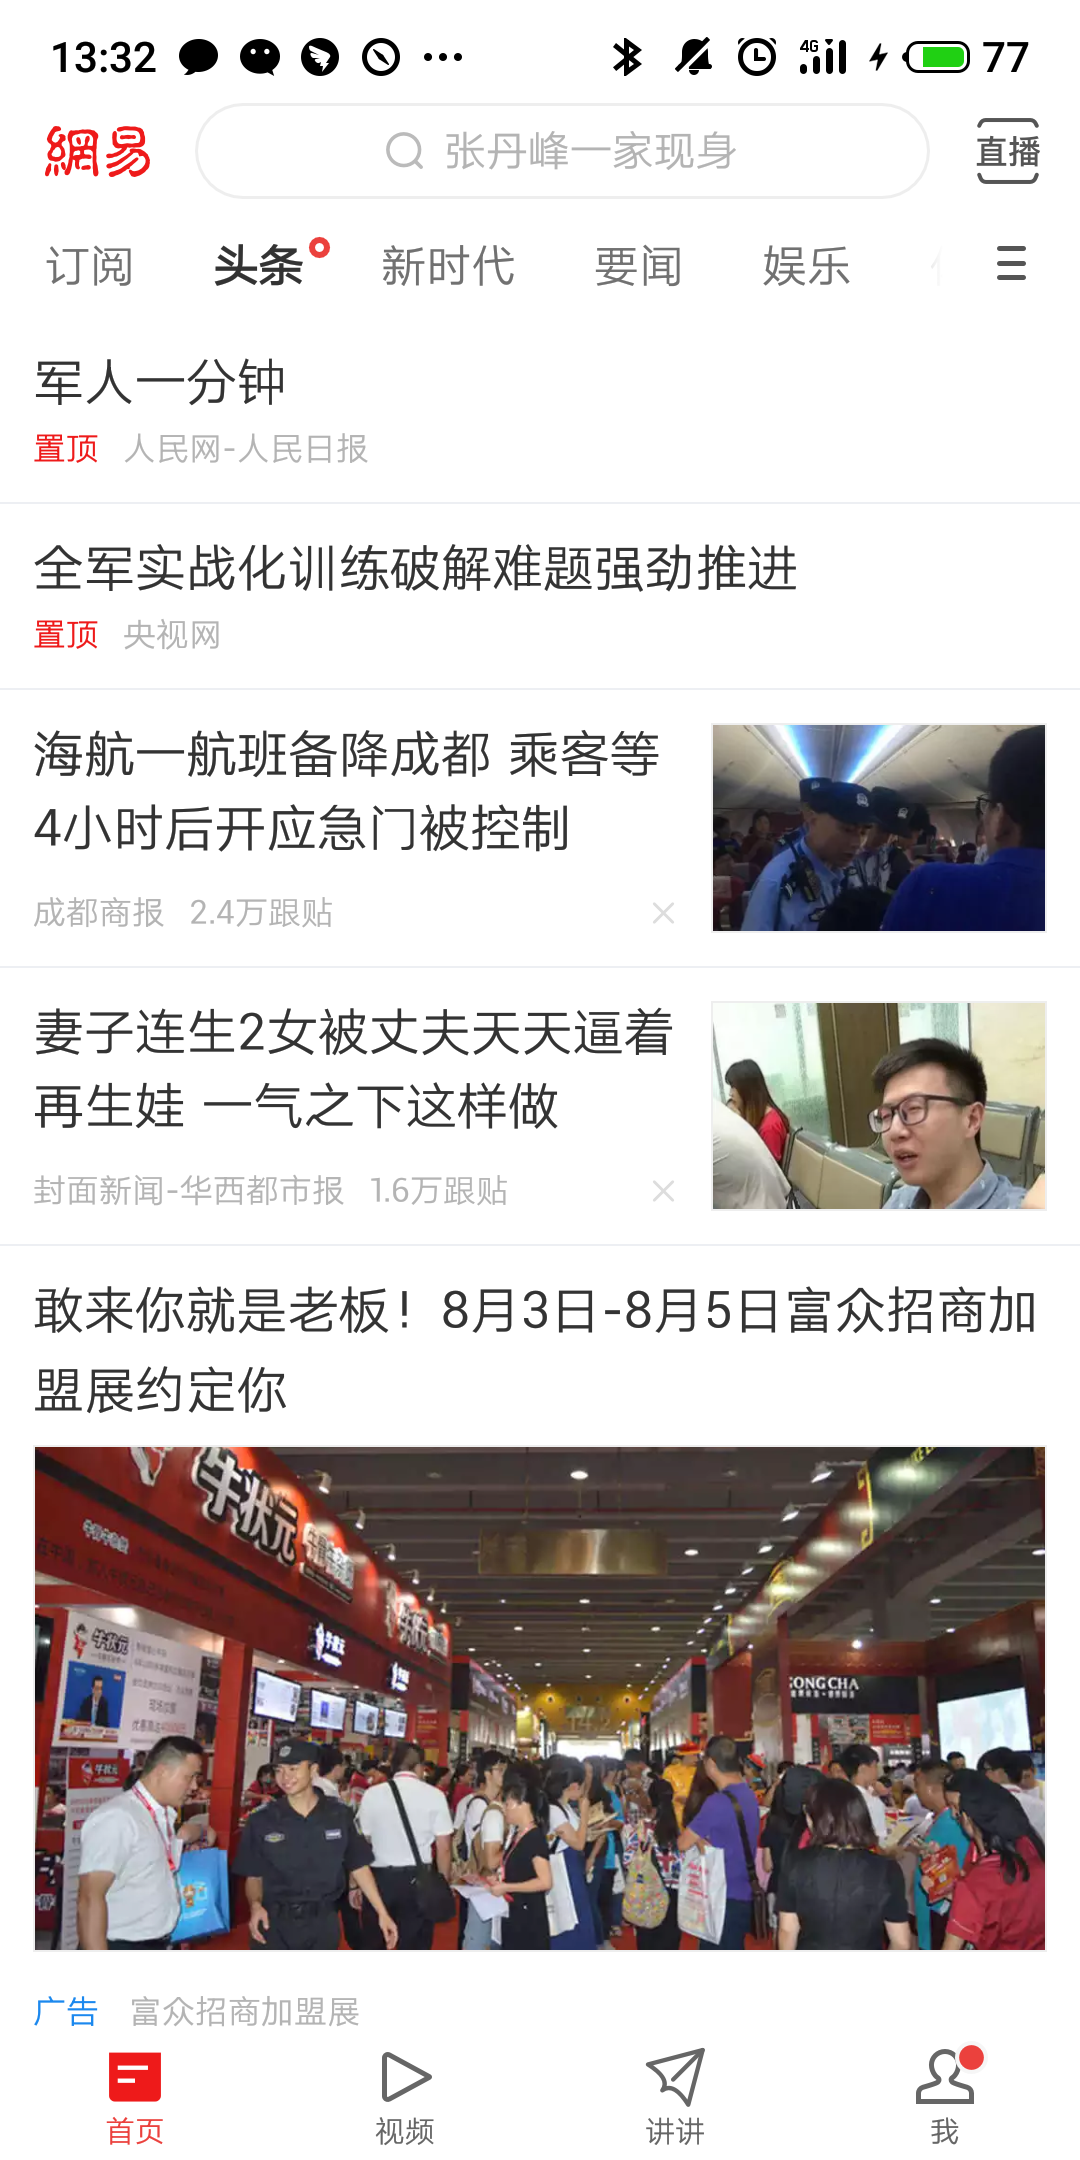 13:32
4G
77
網易
张丹峰一家现身
直播
订阅
头条
新时代
要闻
娱乐
军人一分钟
置顶 人民网-人民日报
全军实战化训练破解难题强劲推进
置顶 央视网
海航一航班备降成都 乘客等
4小时后开应急门被控制
成都商报 2.4万跟贴
妻子连生2女被丈夫天天逼着
再生娃 一气之下这样做
封面新闻-华西都市报 1.6万跟贴
敢来你就是老板！8月3日-8月5日富众招商加
盟展约定你
牛状元
牛状元
牛状元
GONG CHA
广告 富众招商加盟展
首页
视频
讲讲
我